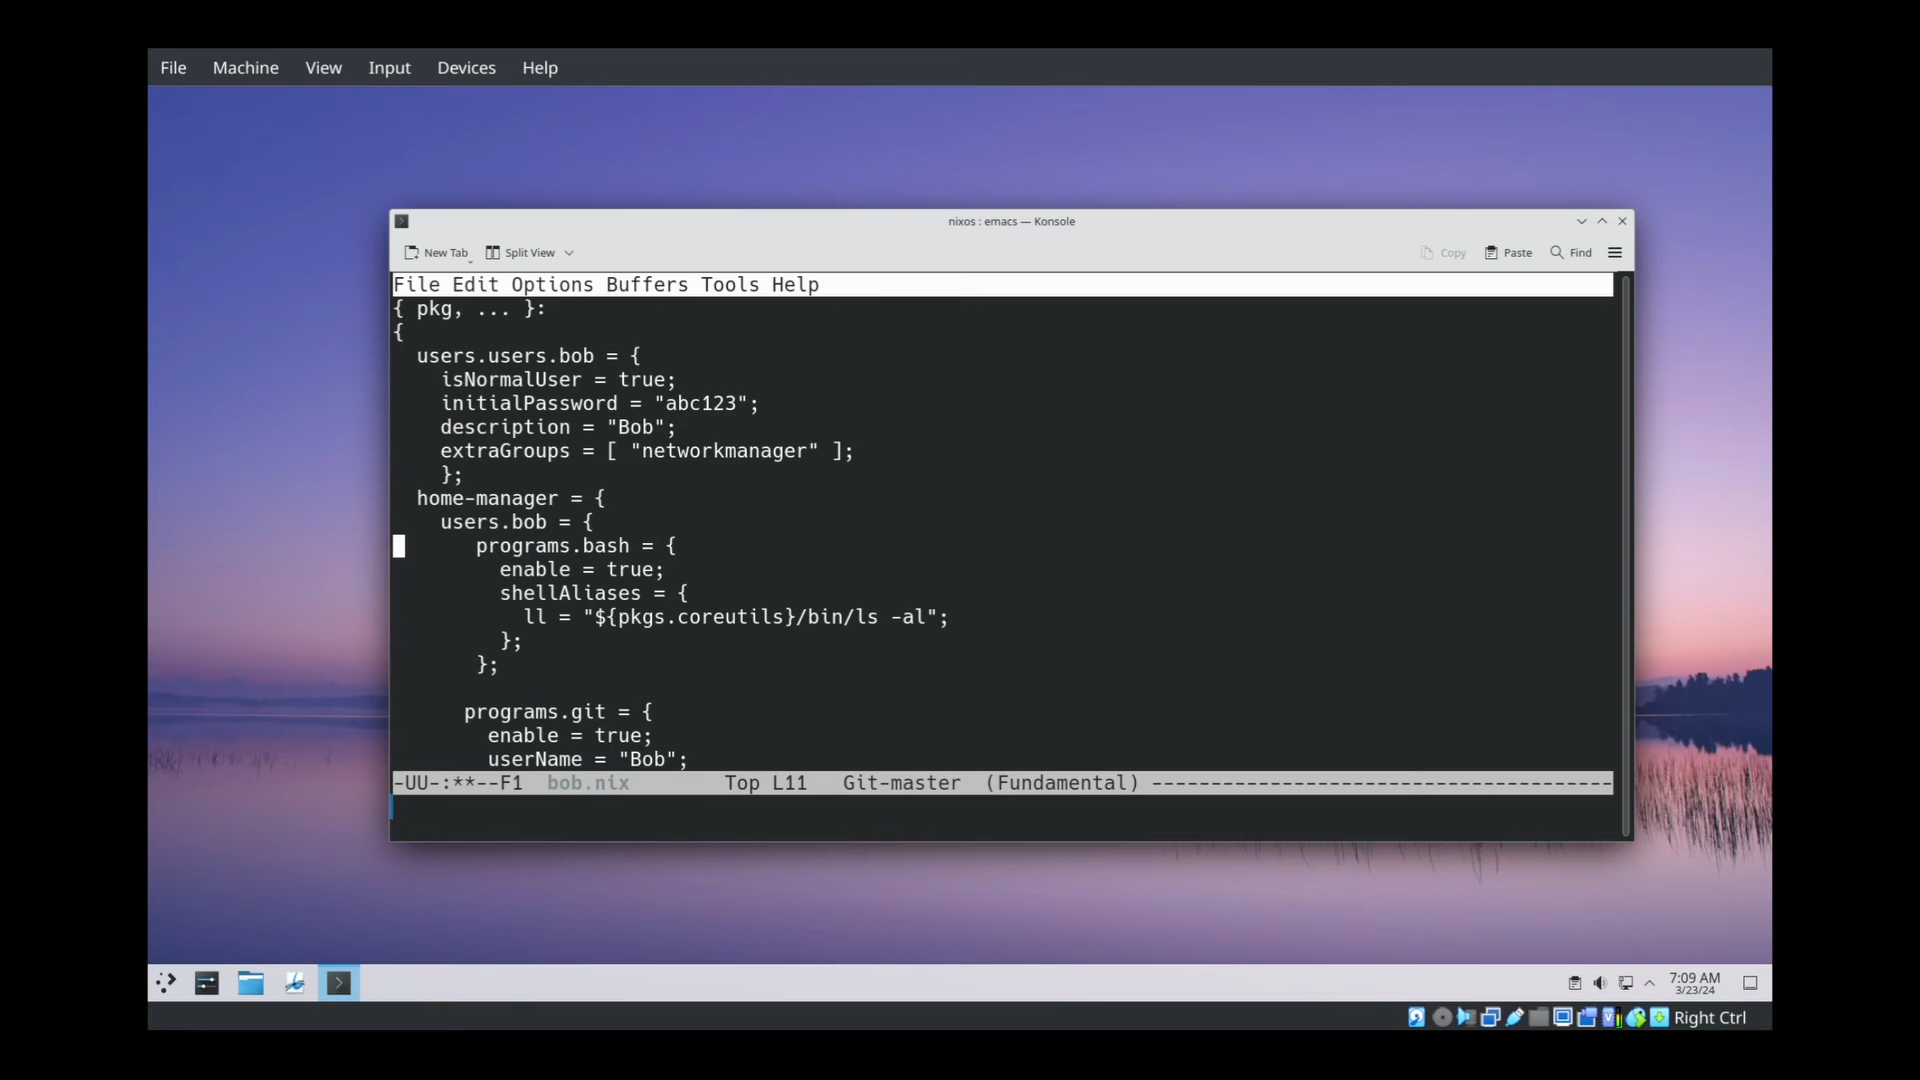 File Machine View Input Devices Help
nixos : emacs — Konsole
New Tab Split View Copy Paste Find
File Edit Options Buffers Tools Help
{ pkg, ... }:
{
  users.users.bob = {
    isNormalUser = true;
    initialPassword = "abc123";
    description = "Bob";
    extraGroups = [ "networkmanager" ];
    };
  home-manager = {
    users.bob = {
       programs.bash = {
         enable = true;
         shellAliases = {
           ll = "${pkgs.coreutils}/bin/ls -al";
         };
       };
      programs.git = {
        enable = true;
        userName = "Bob";
-UU-:**--F1  bob.nix        Top L11   Git-master  (Fundamental) ---------------------------------------
7:09 AM
3/23/24
Right Ctrl